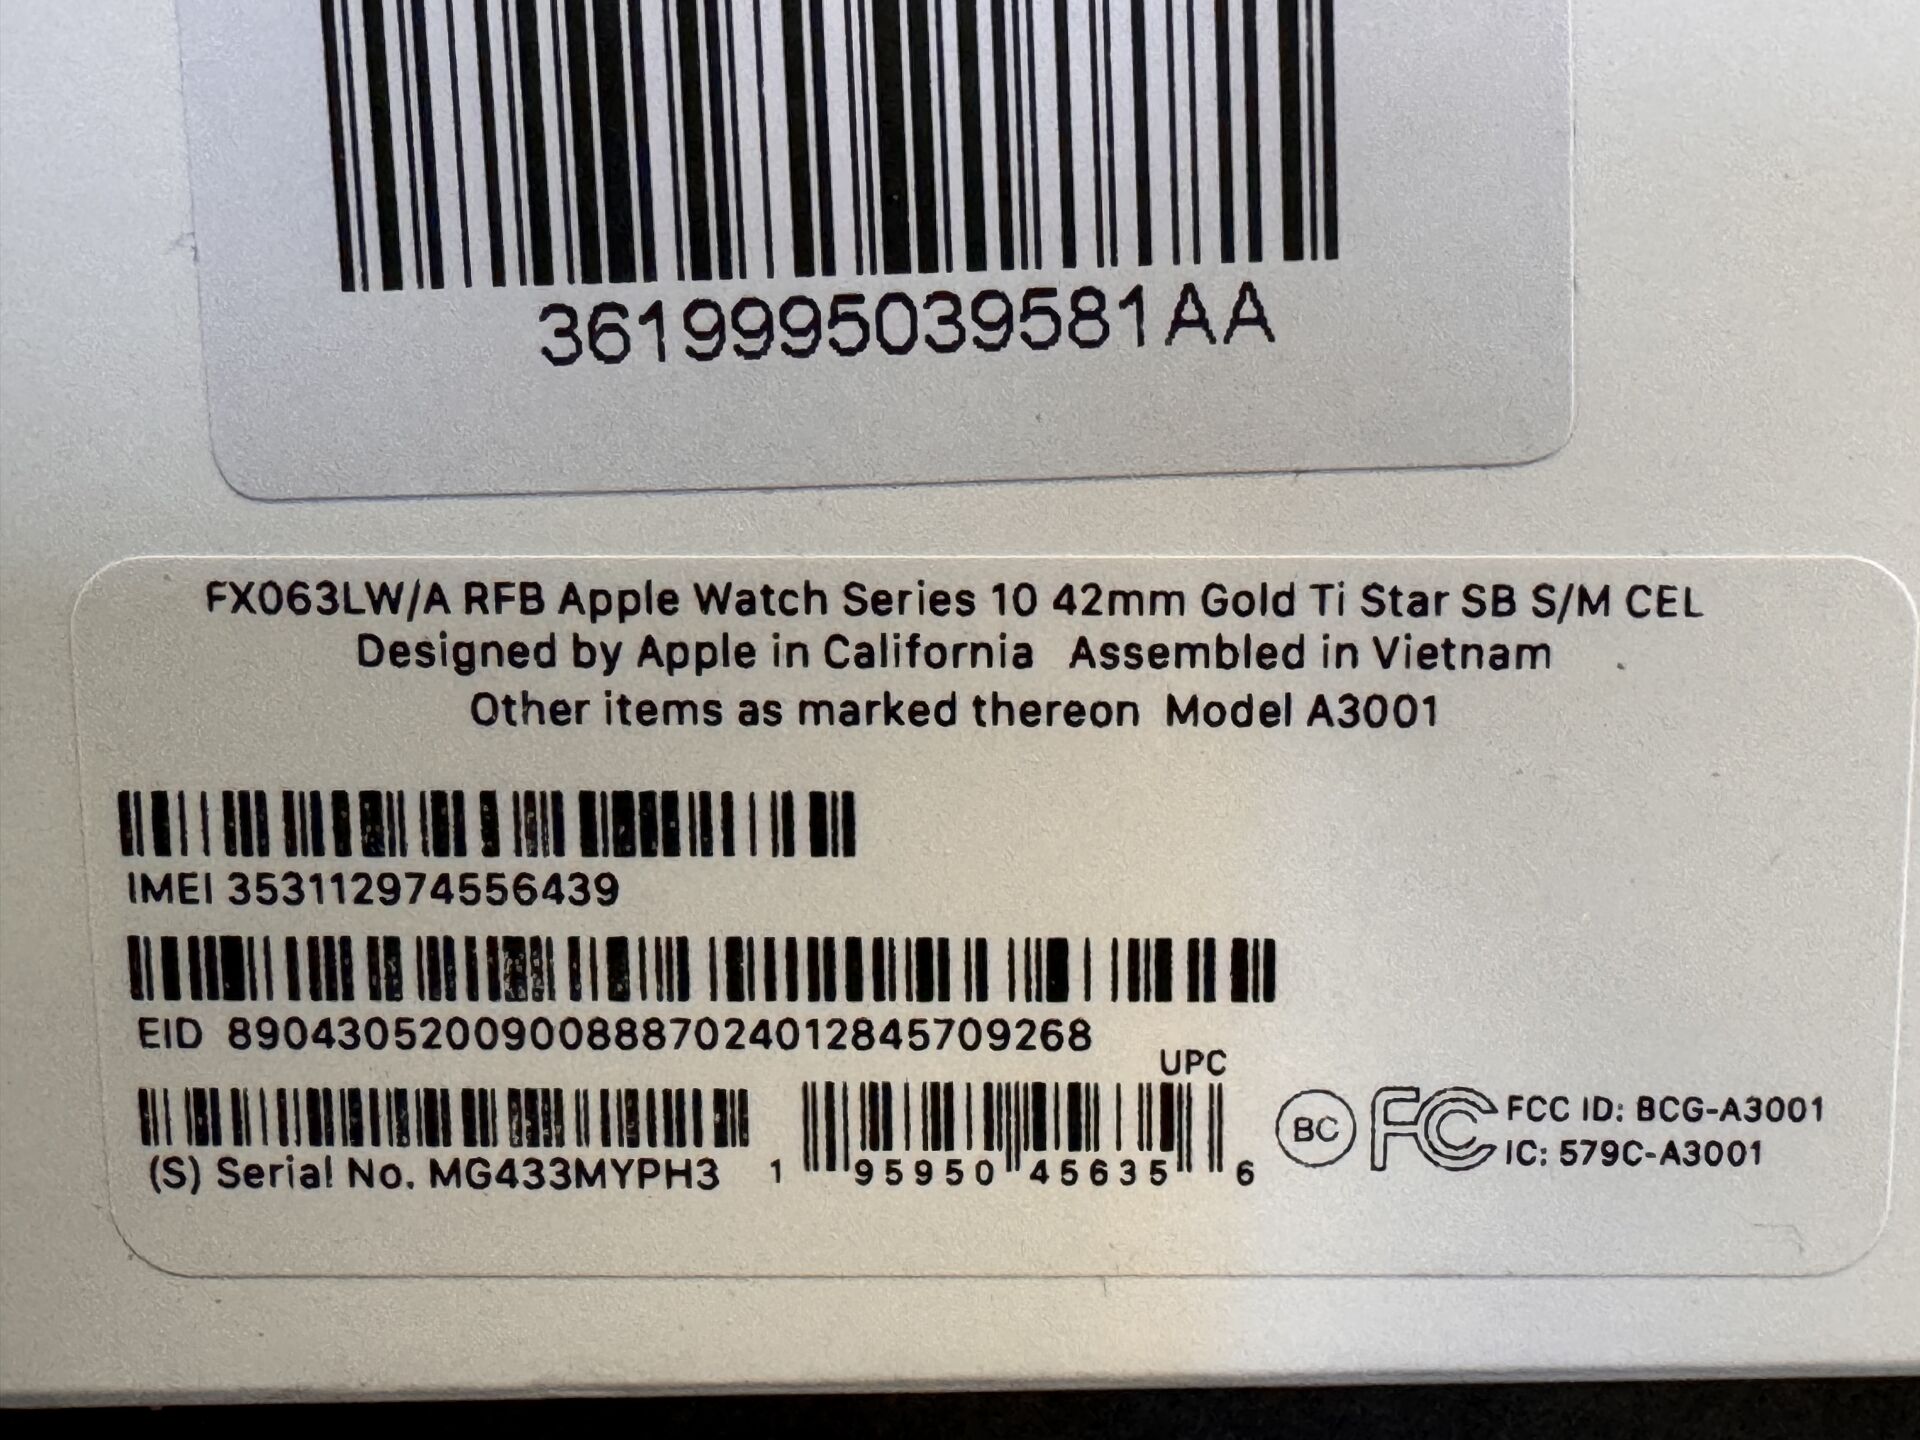 3619995039581AA
FX063LW/A RFB Apple Watch Series 10 42mm Gold Ti Star SB S/M CEL
Designed by Apple in California Assembled in Vietnam
Other items as marked thereon Model A3001
IMEI 353112974556439
EID 89043052009008887024012845709268
UPC
(S) Serial No. MG433MYPH3
1 95950 45635 6
BC FC FCC ID: BCG-A3001
IC: 579C-A3001